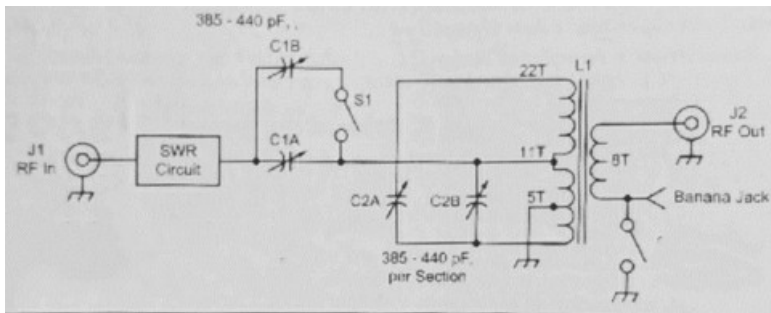 385 - 440 pF,
C1B
S1
22T
L1
J2
RF Out
J1
RF In
SWR
Circuit
C1A
11T
8T
5T
C2A
C2B
Banana Jack
385 - 440 pF,
per Section